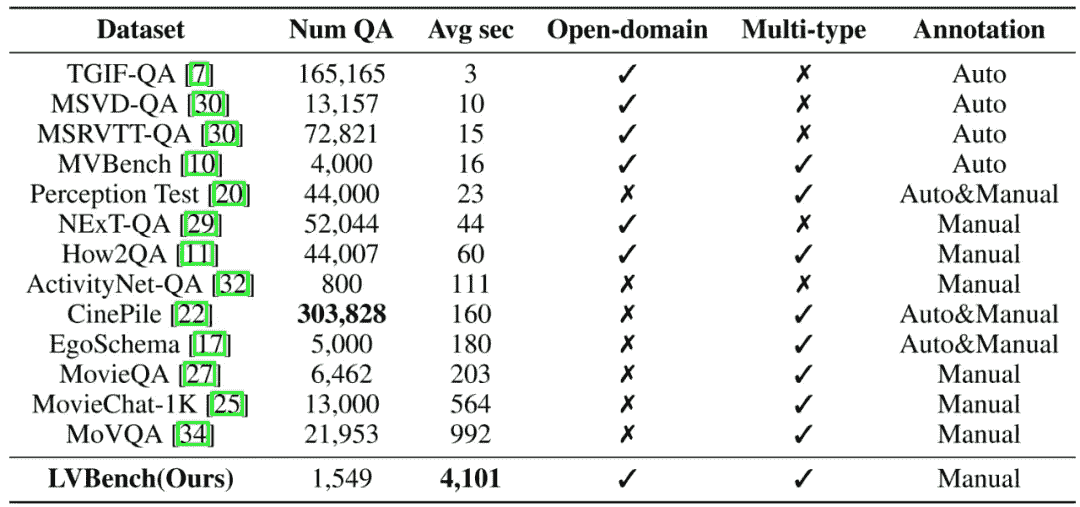 Dataset Num QA Avg sec Open-domain Multi-type Annotation
TGIF-QA [7] 165,165 3 ✓ ✗ Auto
MSVD-QA [30] 13,157 10 ✓ ✗ Auto
MSRVTT-QA [30] 72,821 15 ✓ ✗ Auto
MVBench [10] 4,000 16 ✓ ✓ Auto
Perception Test [20] 44,000 23 ✗ ✓ Auto&Manual
NExT-QA [29] 52,044 44 ✓ ✗ Manual
How2QA [11] 44,007 60 ✓ ✓ Manual
ActivityNet-QA [32] 800 111 ✗ ✗ Manual
CinePile [22] 303,828 160 ✗ ✓ Auto&Manual
EgoSchema [17] 5,000 180 ✗ ✓ Auto&Manual
MovieQA [27] 6,462 203 ✗ ✓ Manual
MovieChat-1K [25] 13,000 564 ✗ ✓ Manual
MoVQA [34] 21,953 992 ✗ ✓ Manual
LVBench(Ours) 1,549 4,101 ✓ ✓ Manual